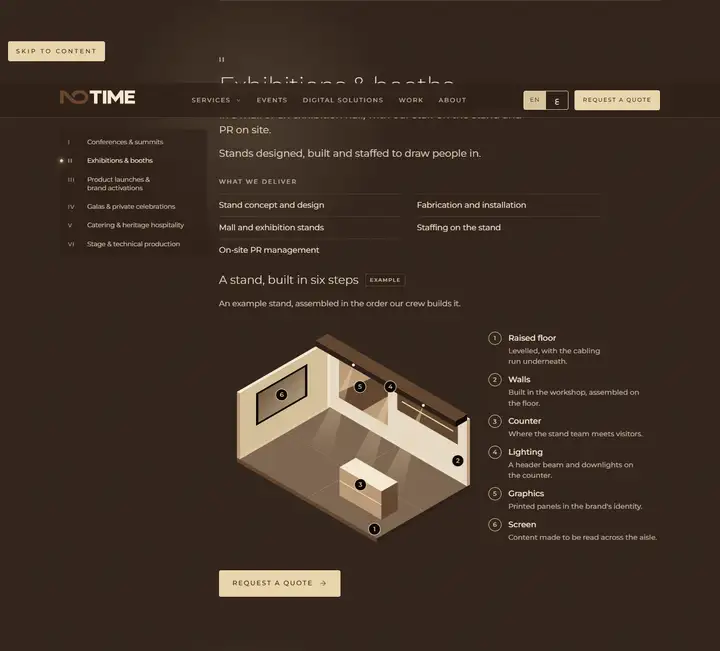 SKIP TO CONTENT
II
Exhibitions & booths
NOTIME
SERVICES
EVENTS
DIGITAL SOLUTIONS
WORK
ABOUT
EN
ع
REQUEST A QUOTE
PR on site.
Stands designed, built and staffed to draw people in.
I Conferences & summits
II Exhibitions & booths
III Product launches &
brand activations
IV Galas & private celebrations
V Catering & heritage hospitality
VI Stage & technical production
WHAT WE DELIVER
Stand concept and design
Fabrication and installation
Mall and exhibition stands
Staffing on the stand
On-site PR management
A stand, built in six steps EXAMPLE
An example stand, assembled in the order our crew builds it.
6
5
4
2
3
1
1 Raised floor
Levelled, with the cabling
run underneath.
2 Walls
Built in the workshop, assembled on
the floor.
3 Counter
Where the stand team meets visitors.
4 Lighting
A header beam and downlights on
the counter.
5 Graphics
Printed panels in the brand's identity.
6 Screen
Content made to be read across the aisle.
REQUEST A QUOTE →